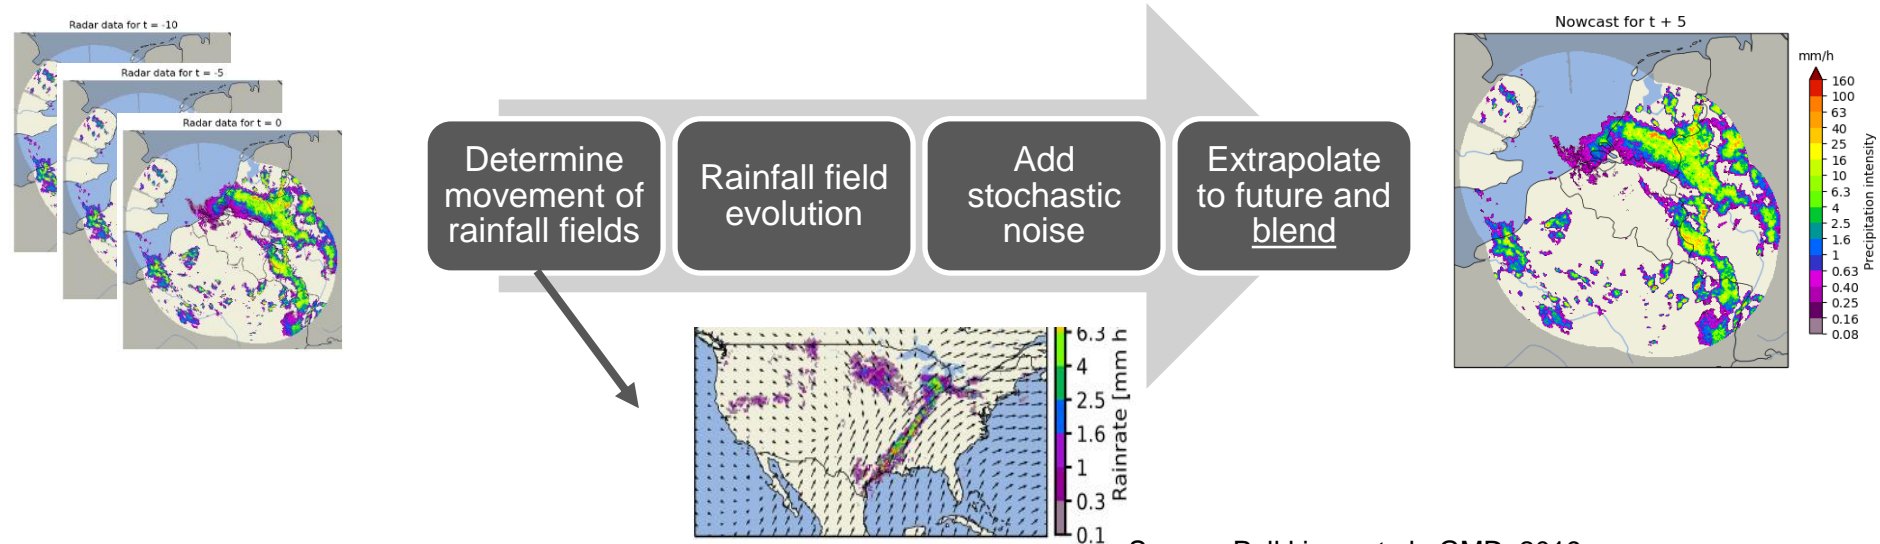 Radar data for t = -10
Radar data for t = -5
Radar data for t = 0
Determine
movement of
rainfall fields
Rainfall field
evolution
Add
stochastic
noise
Extrapolate
to future and
blend
6.3
4
2.5
1.6
1
0.3
0.1
Rainrate [mm h
Nowcast for t + 5
mm/h
160
100
63
40
25
16
10
6.3
4
2.5
1.6
1
0.63
0.40
0.25
0.16
0.08
Precipitation intensity